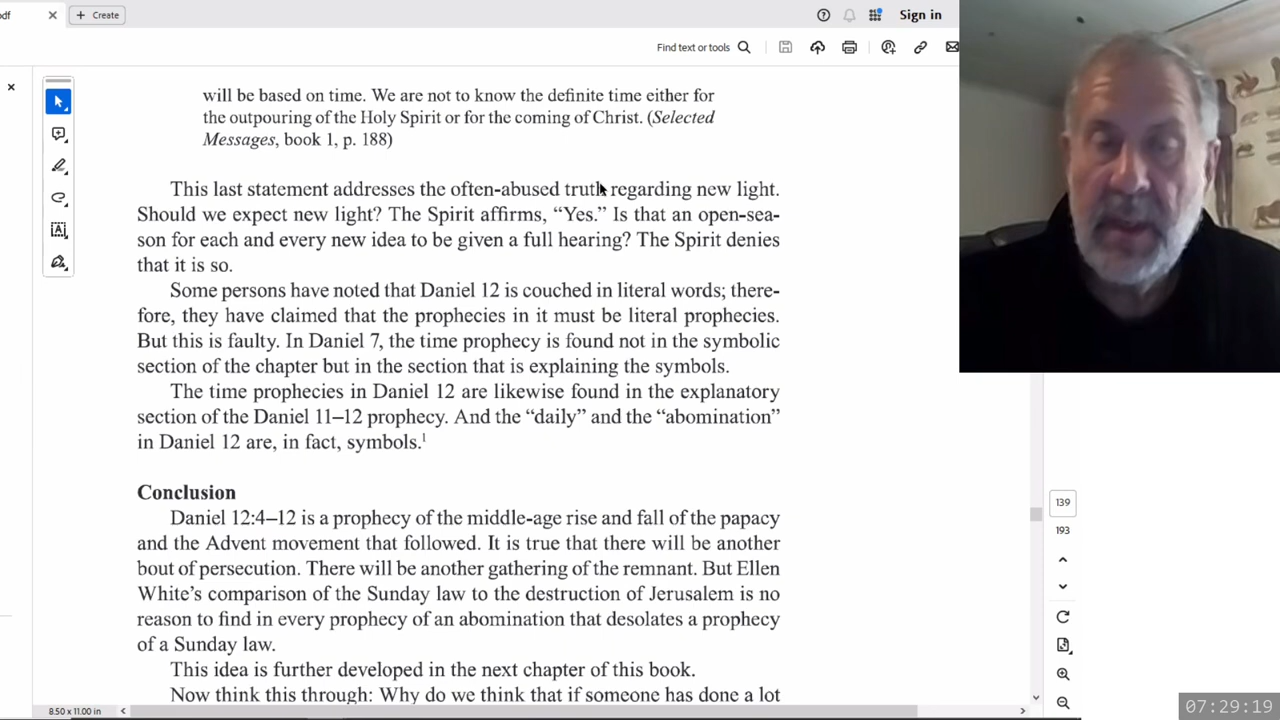 df
Create
Sign in
Find text or tools
will be based on time. We are not to know the definite time either for
the outpouring of the Holy Spirit or for the coming of Christ. (Selected
Messages, book 1, p. 188)
This last statement addresses the often-abused truth regarding new light.
Should we expect new light? The Spirit affirms, “Yes.” Is that an open-sea-
son for each and every new idea to be given a full hearing? The Spirit denies
that it is so.
Some persons have noted that Daniel 12 is couched in literal words; there-
fore, they have claimed that the prophecies in it must be literal prophecies.
But this is faulty. In Daniel 7, the time prophecy is found not in the symbolic
section of the chapter but in the section that is explaining the symbols.
The time prophecies in Daniel 12 are likewise found in the explanatory
section of the Daniel 11–12 prophecy. And the “daily” and the “abomination”
in Daniel 12 are, in fact, symbols.1
Conclusion
Daniel 12:4–12 is a prophecy of the middle-age rise and fall of the papacy
and the Advent movement that followed. It is true that there will be another
bout of persecution. There will be another gathering of the remnant. But Ellen
White’s comparison of the Sunday law to the destruction of Jerusalem is no
reason to find in every prophecy of an abomination that desolates a prophecy
of a Sunday law.
This idea is further developed in the next chapter of this book.
Now think this through: Why do we think that if someone has done a lot
139
193
8.50 x 11.00 in
07:29:19